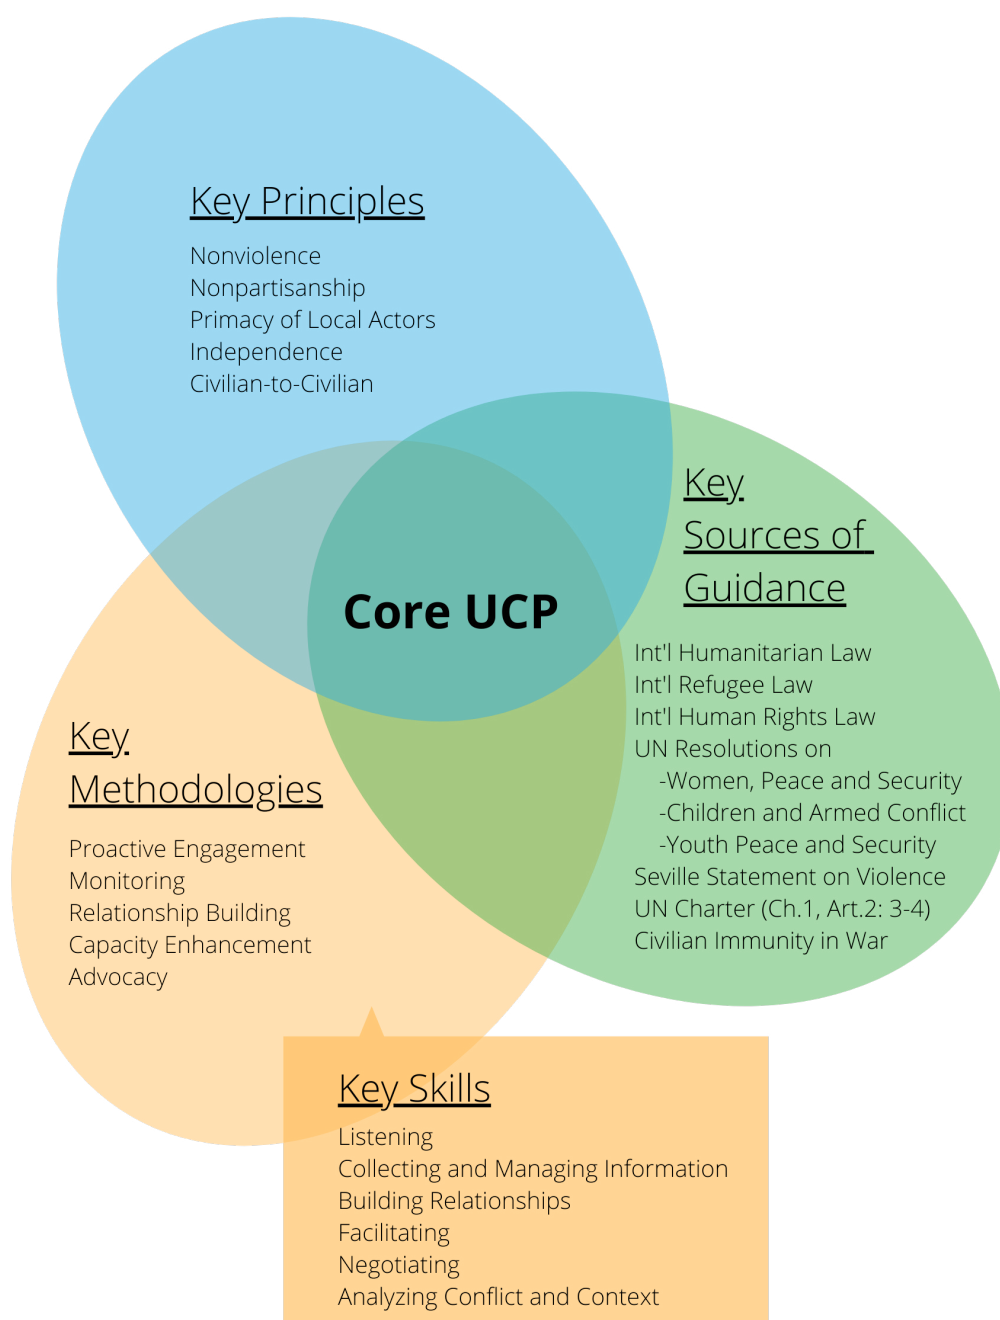 Key Principles
Nonviolence
Nonpartisanship
Primacy of Local Actors
Independence
Civilian-to-Civilian
Key
Sources of
Guidance
Int'l Humanitarian Law
Int'l Refugee Law
Int'l Human Rights Law
UN Resolutions on
-Women, Peace and Security
-Children and Armed Conflict
-Youth Peace and Security
Seville Statement on Violence
UN Charter (Ch.1, Art.2: 3-4)
Civilian Immunity in War
Core UCP
Key
Methodologies
Proactive Engagement
Monitoring
Relationship Building
Capacity Enhancement
Advocacy
Key Skills
Listening
Collecting and Managing Information
Building Relationships
Facilitating
Negotiating
Analyzing Conflict and Context